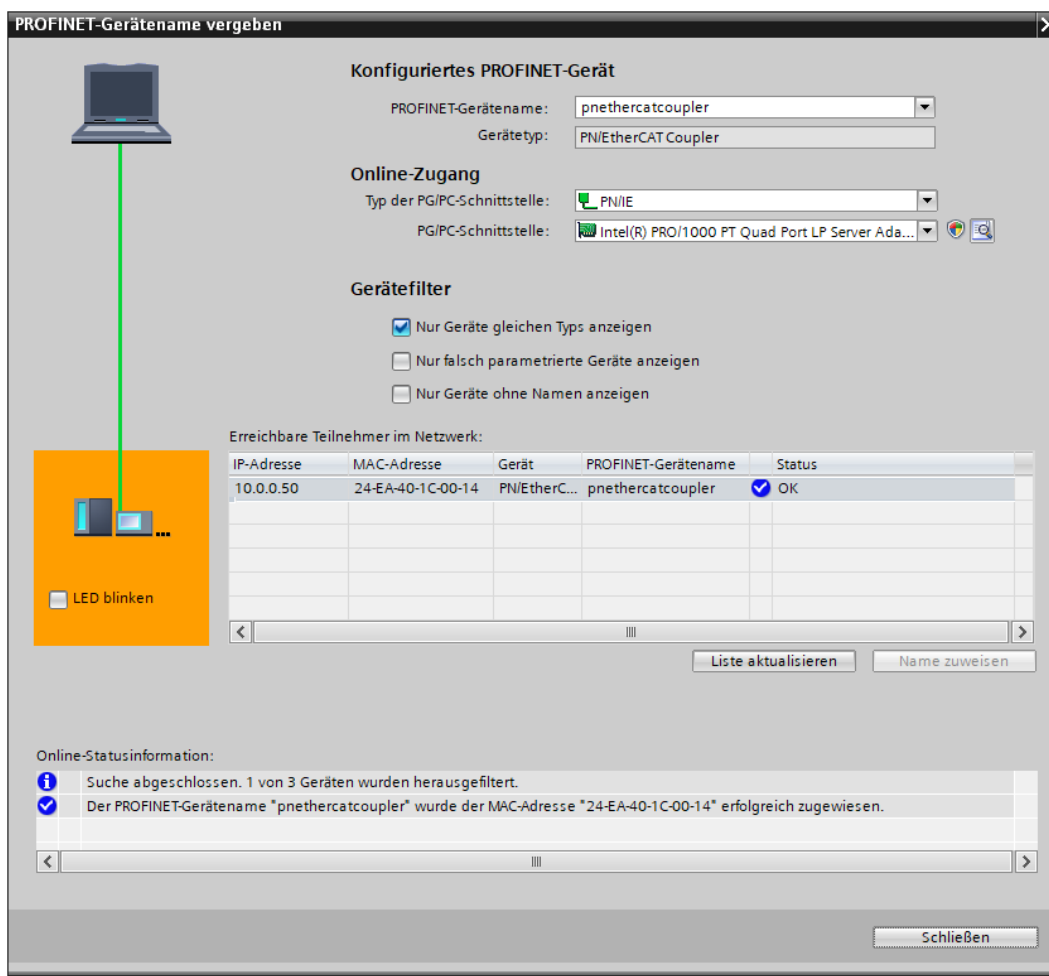 PROFINET-Gerätename vergeben
Konfiguriertes PROFINET-Gerät
PROFINET-Gerätename: pnethercatcoupler
Gerätetyp: PN/EtherCAT Coupler
Online-Zugang
Typ der PG/PC-Schnittstelle: PN/IE
PG/PC-Schnittstelle: Intel(R) PRO/1000 PT Quad Port LP Server Ada...
Gerätefilter
Nur Geräte gleichen Typs anzeigen
Nur falsch parametrierte Geräte anzeigen
Nur Geräte ohne Namen anzeigen
Erreichbare Teilnehmer im Netzwerk:
IP-Adresse MAC-Adresse Gerät PROFINET-Gerätename Status
10.0.0.50 24-EA-40-1C-00-14 PN/EtherC... pnethercatcoupler OK
LED blinken
Liste aktualisieren Name zuweisen
Online-Statusinformation:
Suche abgeschlossen. 1 von 3 Geräten wurden herausgefiltert.
Der PROFINET-Gerätename "pnethercatcoupler" wurde der MAC-Adresse "24-EA-40-1C-00-14" erfolgreich zugewiesen.
Schließen